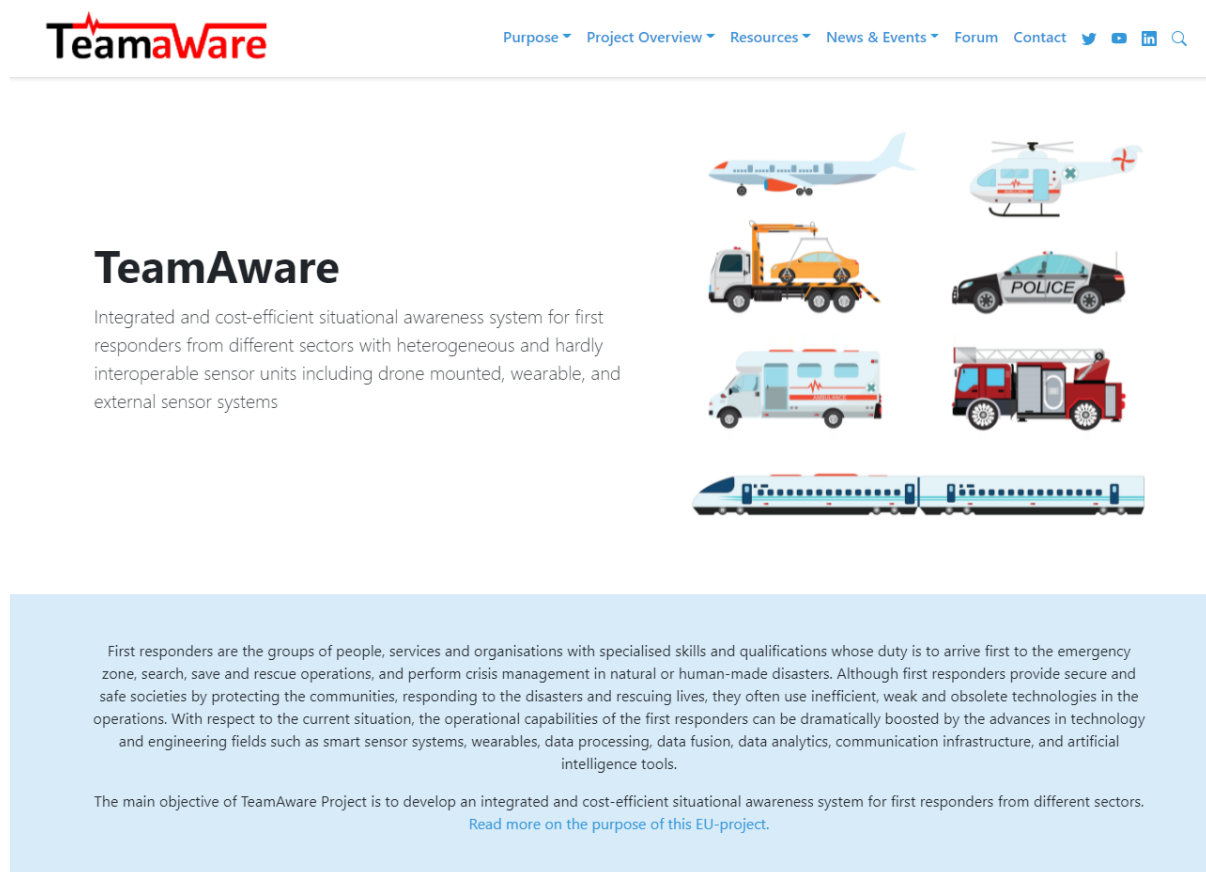 TeamaWare
Purpose Project Overview Resources News & Events Forum Contact
TeamAware
Integrated and cost-efficient situational awareness system for first
responders from different sectors with heterogeneous and hardly
interoperable sensor units including drone mounted, wearable, and
external sensor systems
AMBULANCE
POLICE
AMBULANCE
First responders are the groups of people, services and organisations with specialised skills and qualifications whose duty is to arrive first to the emergency
zone, search, save and rescue operations, and perform crisis management in natural or human-made disasters. Although first responders provide secure and
safe societies by protecting the communities, responding to the disasters and rescuing lives, they often use inefficient, weak and obsolete technologies in the
operations. With respect to the current situation, the operational capabilities of the first responders can be dramatically boosted by the advances in technology
and engineering fields such as smart sensor systems, wearables, data processing, data fusion, data analytics, communication infrastructure, and artificial
intelligence tools.
The main objective of TeamAware Project is to develop an integrated and cost-efficient situational awareness system for first responders from different sectors.
Read more on the purpose of this EU-project.